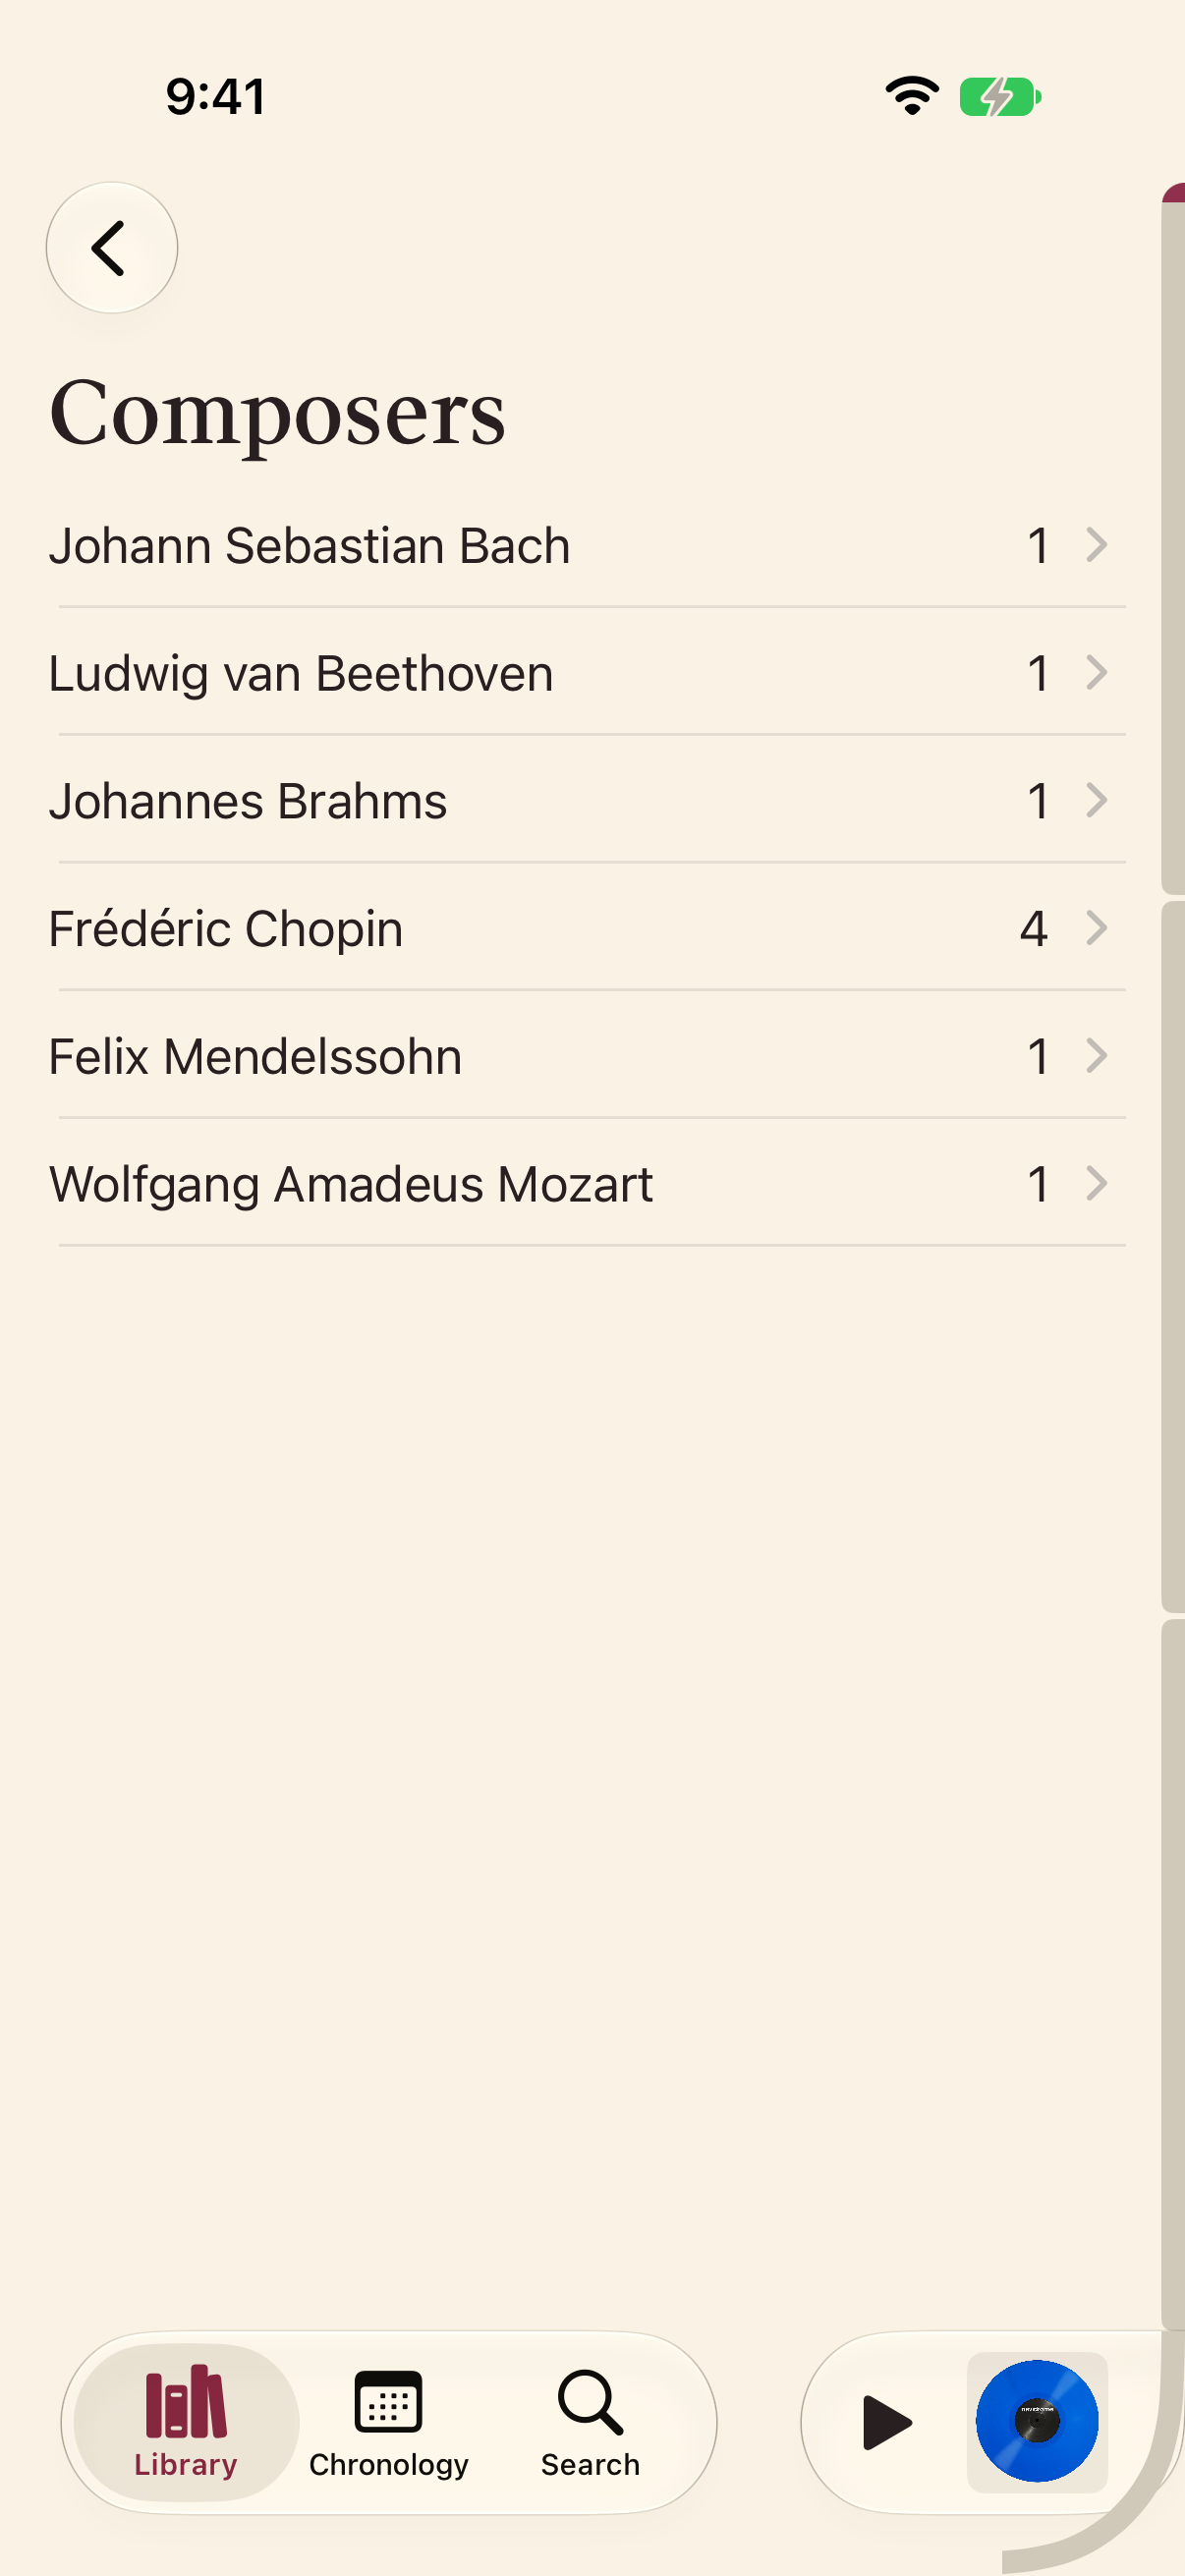 9:41
Composers
Johann Sebastian Bach 1
Ludwig van Beethoven 1
Johannes Brahms 1
Frédéric Chopin 4
Felix Mendelssohn 1
Wolfgang Amadeus Mozart 1
Library Chronology Search